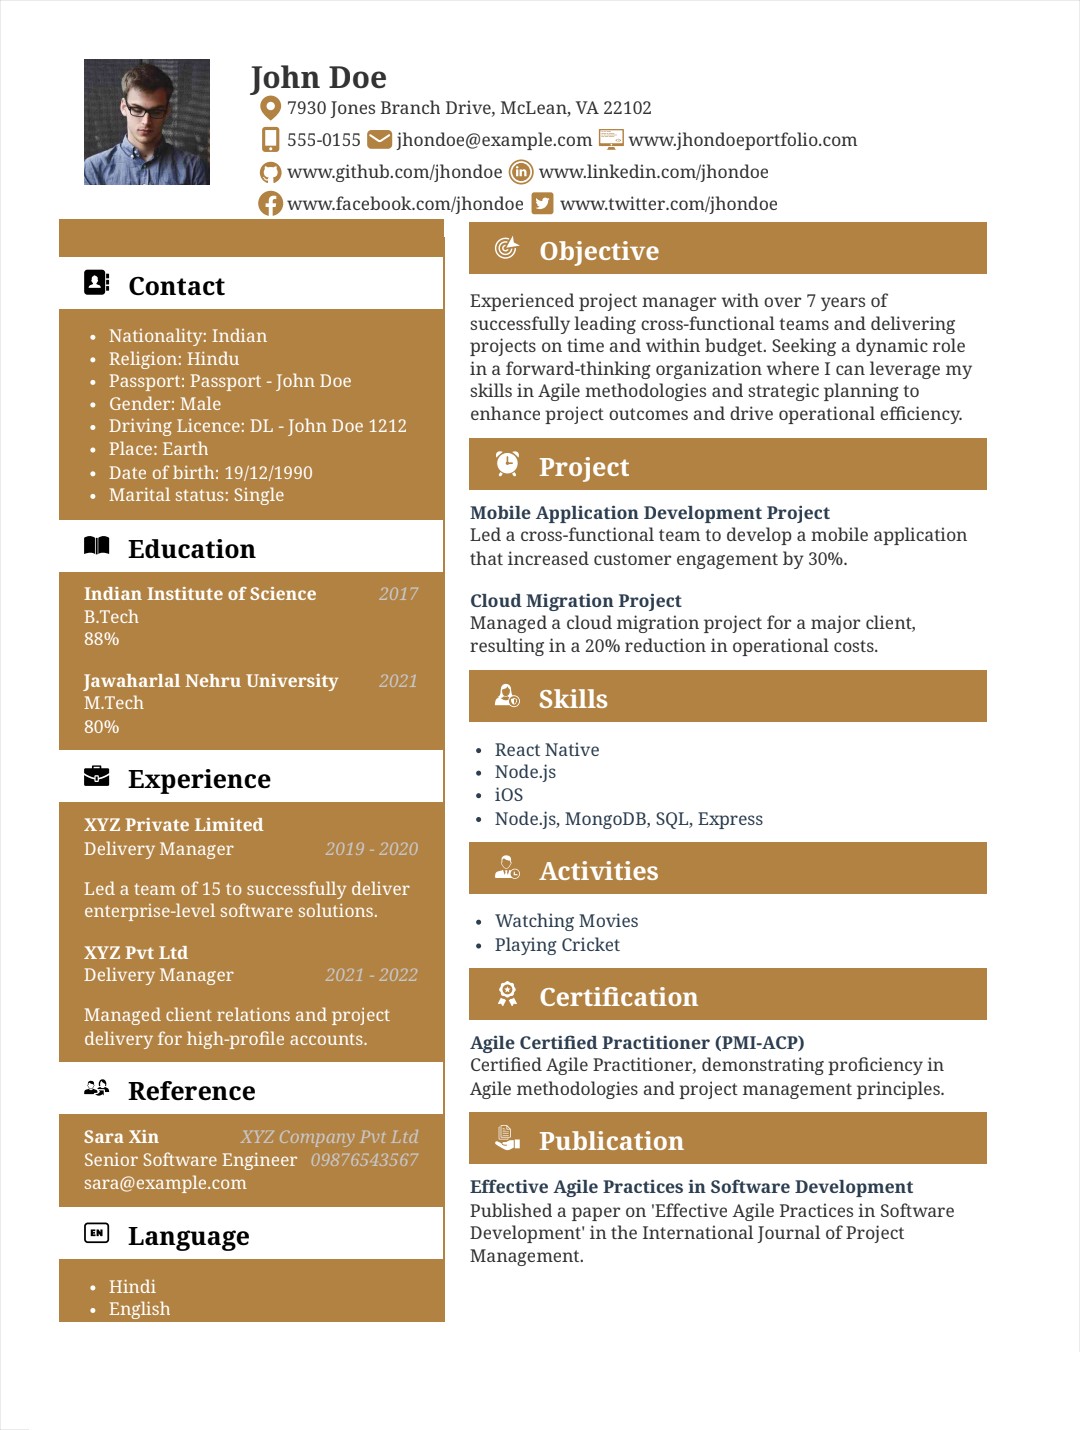 John Doe
7930 Jones Branch Drive, McLean, VA 22102
555-0155 jhondoe@example.com www.jhondoeportfolio.com
www.github.com/jhondoe www.linkedin.com/jhondoe
www.facebook.com/jhondoe www.twitter.com/jhondoe
Contact
• Nationality: Indian
• Religion: Hindu
• Passport: Passport - John Doe
• Gender: Male
• Driving Licence: DL - John Doe 1212
• Place: Earth
• Date of birth: 19/12/1990
• Marital status: Single
Education
Indian Institute of Science 2017
B.Tech
88%
Jawaharlal Nehru University 2021
M.Tech
80%
Experience
XYZ Private Limited
Delivery Manager 2019 - 2020
Led a team of 15 to successfully deliver
enterprise-level software solutions.
XYZ Pvt Ltd
Delivery Manager 2021 - 2022
Managed client relations and project
delivery for high-profile accounts.
Reference
Sara Xin XYZ Company Pvt Ltd
Senior Software Engineer 09876543567
sara@example.com
EN Language
• Hindi
• English
Objective
Experienced project manager with over 7 years of
successfully leading cross-functional teams and delivering
projects on time and within budget. Seeking a dynamic role
in a forward-thinking organization where I can leverage my
skills in Agile methodologies and strategic planning to
enhance project outcomes and drive operational efficiency.
Project
Mobile Application Development Project
Led a cross-functional team to develop a mobile application
that increased customer engagement by 30%.
Cloud Migration Project
Managed a cloud migration project for a major client,
resulting in a 20% reduction in operational costs.
Skills
• React Native
• Node.js
• iOS
• Node.js, MongoDB, SQL, Express
Activities
• Watching Movies
• Playing Cricket
Certification
Agile Certified Practitioner (PMI-ACP)
Certified Agile Practitioner, demonstrating proficiency in
Agile methodologies and project management principles.
Publication
Effective Agile Practices in Software Development
Published a paper on 'Effective Agile Practices in Software
Development' in the International Journal of Project
Management.